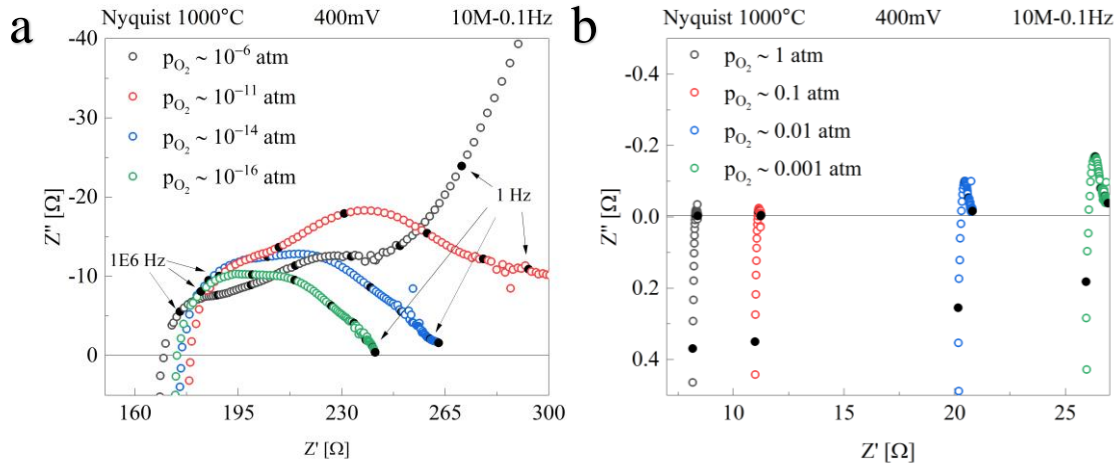 a
Nyquist 1000°C 400mV 10M-0.1Hz
-40
-30
-20
-10
0
Z" [Ω]
p_O₂ ~ 10⁻⁶ atm
p_O₂ ~ 10⁻¹¹ atm
p_O₂ ~ 10⁻¹⁴ atm
p_O₂ ~ 10⁻¹⁶ atm
1 Hz
1E6 Hz
160 195 230 265 300
Z' [Ω]
b
Nyquist 1000°C 400mV 10M-0.1Hz
-0.4
-0.2
0.0
0.2
0.4
Z" [Ω]
p_O₂ ~ 1 atm
p_O₂ ~ 0.1 atm
p_O₂ ~ 0.01 atm
p_O₂ ~ 0.001 atm
10 15 20 25
Z' [Ω]